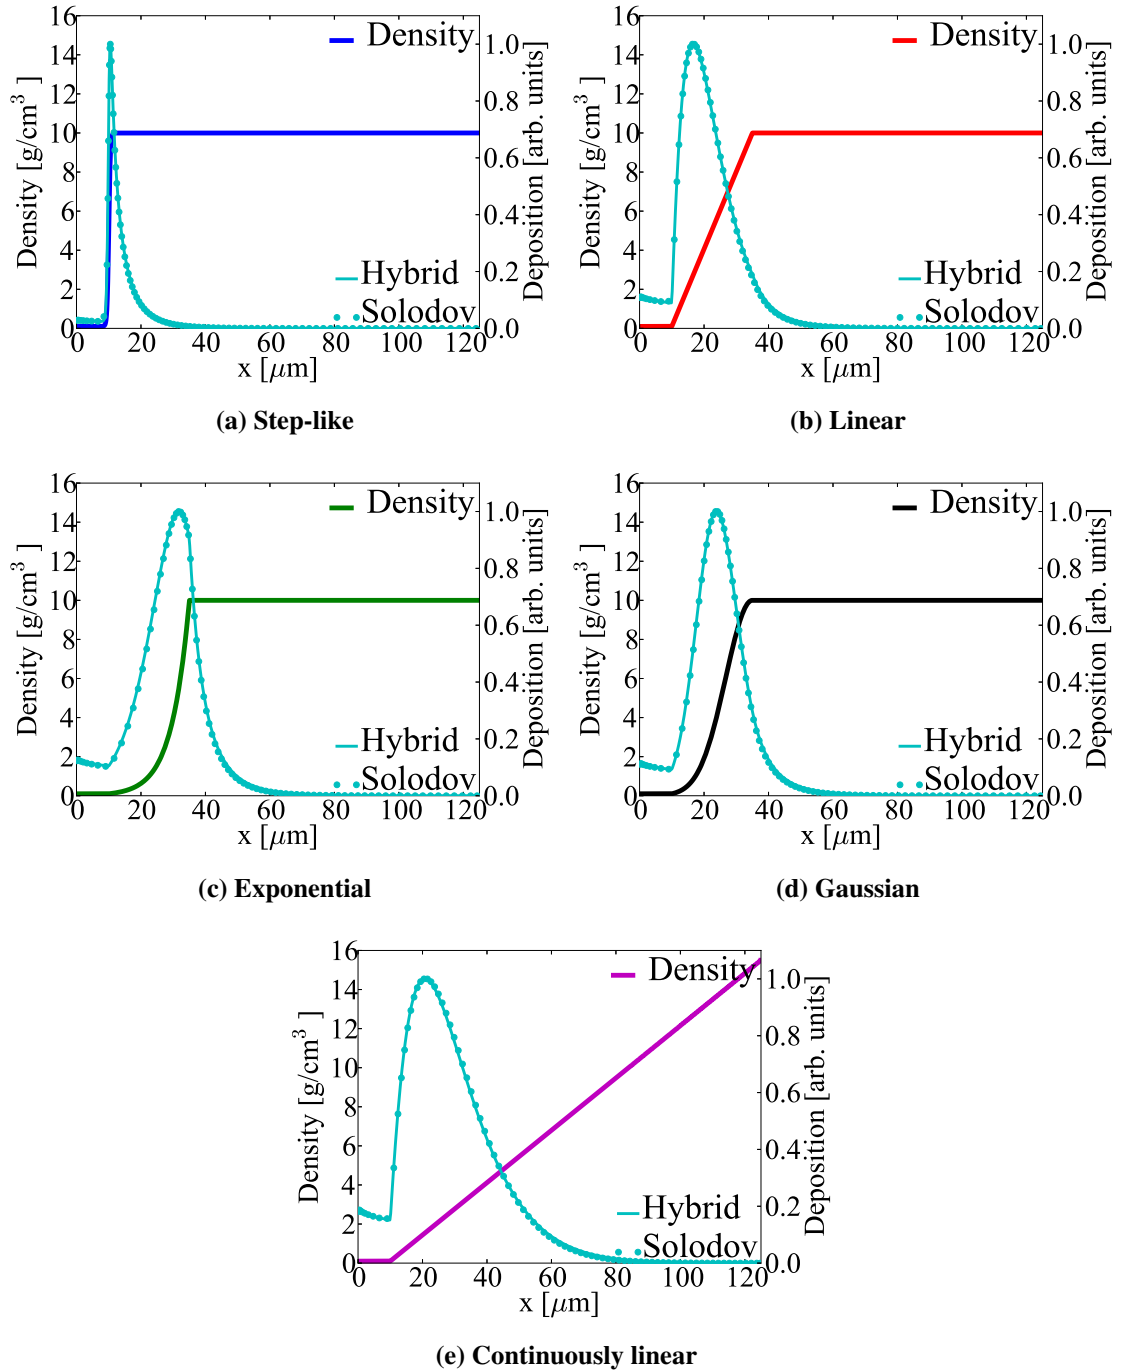 16
14
12
10
8
6
4
2
0
Density [g/cm³ ]
Density
Hybrid
Solodov
1.0
0.8
0.6
0.4
0.2
0.0
Deposition [arb. units]
0 20 40 60 80 100 120
x [μm]
(a) Step-like
16
14
12
10
8
6
4
2
0
Density [g/cm³ ]
Density
Hybrid
Solodov
1.0
0.8
0.6
0.4
0.2
0.0
Deposition [arb. units]
0 20 40 60 80 100 120
x [μm]
(b) Linear
16
14
12
10
8
6
4
2
0
Density [g/cm³ ]
Density
Hybrid
Solodov
1.0
0.8
0.6
0.4
0.2
0.0
Deposition [arb. units]
0 20 40 60 80 100 120
x [μm]
(c) Exponential
16
14
12
10
8
6
4
2
0
Density [g/cm³ ]
Density
Hybrid
Solodov
1.0
0.8
0.6
0.4
0.2
0.0
Deposition [arb. units]
0 20 40 60 80 100 120
x [μm]
(d) Gaussian
16
14
12
10
8
6
4
2
0
Density [g/cm³ ]
Density
Hybrid
Solodov
1.0
0.8
0.6
0.4
0.2
0.0
Deposition [arb. units]
0 20 40 60 80 100 120
x [μm]
(e) Continuously linear